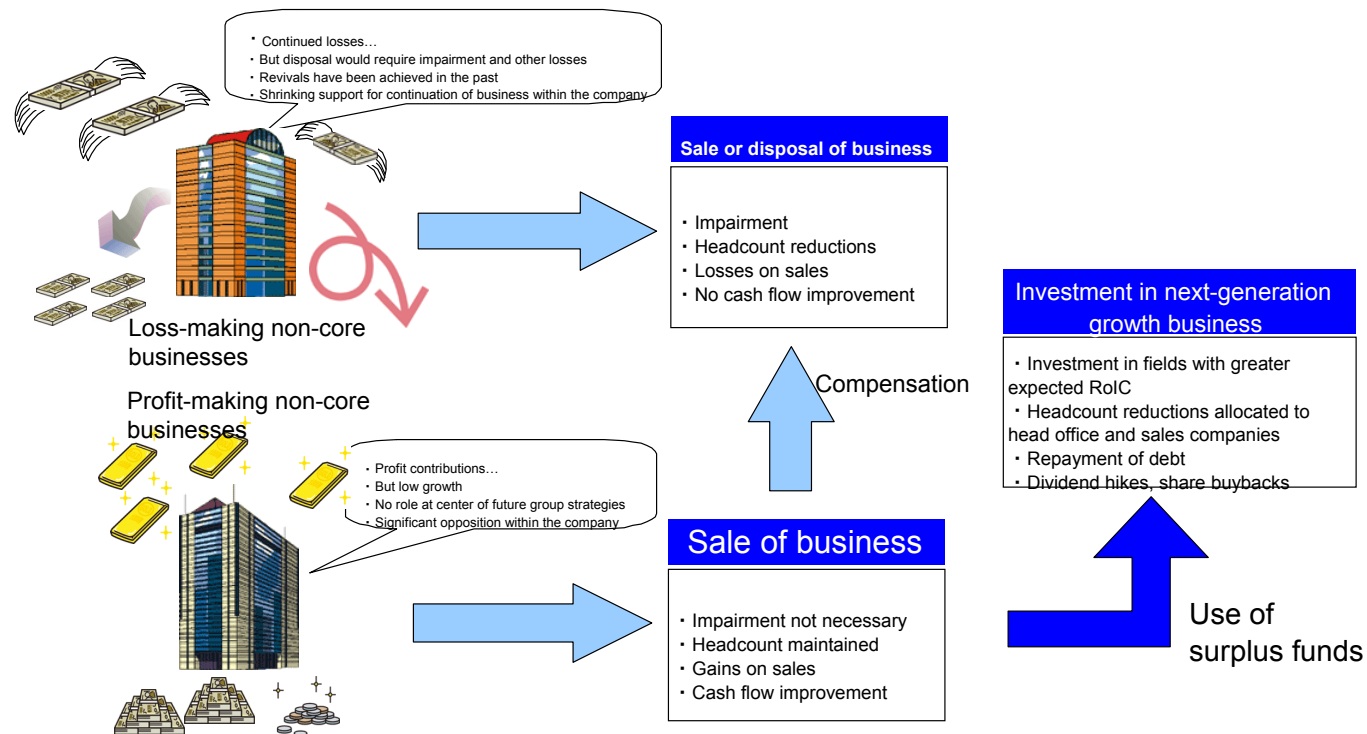 ・ Continued losses…
・ But disposal would require impairment and other losses
・ Revivals have been achieved in the past
・ Shrinking support for continuation of business within the company
Loss-making non-core
businesses
Sale or disposal of business
・ Impairment
・ Headcount reductions
・ Losses on sales
・ No cash flow improvement
Profit-making non-core
businesses
・ Profit contributions…
・ But low growth
・ No role at center of future group strategies
・ Significant opposition within the company
Compensation
Sale of business
・ Impairment not necessary
・ Headcount maintained
・ Gains on sales
・ Cash flow improvement
Investment in next-generation
growth business
・ Investment in fields with greater
expected RoIC
・ Headcount reductions allocated to
head office and sales companies
・ Repayment of debt
・ Dividend hikes, share buybacks
Use of
surplus funds